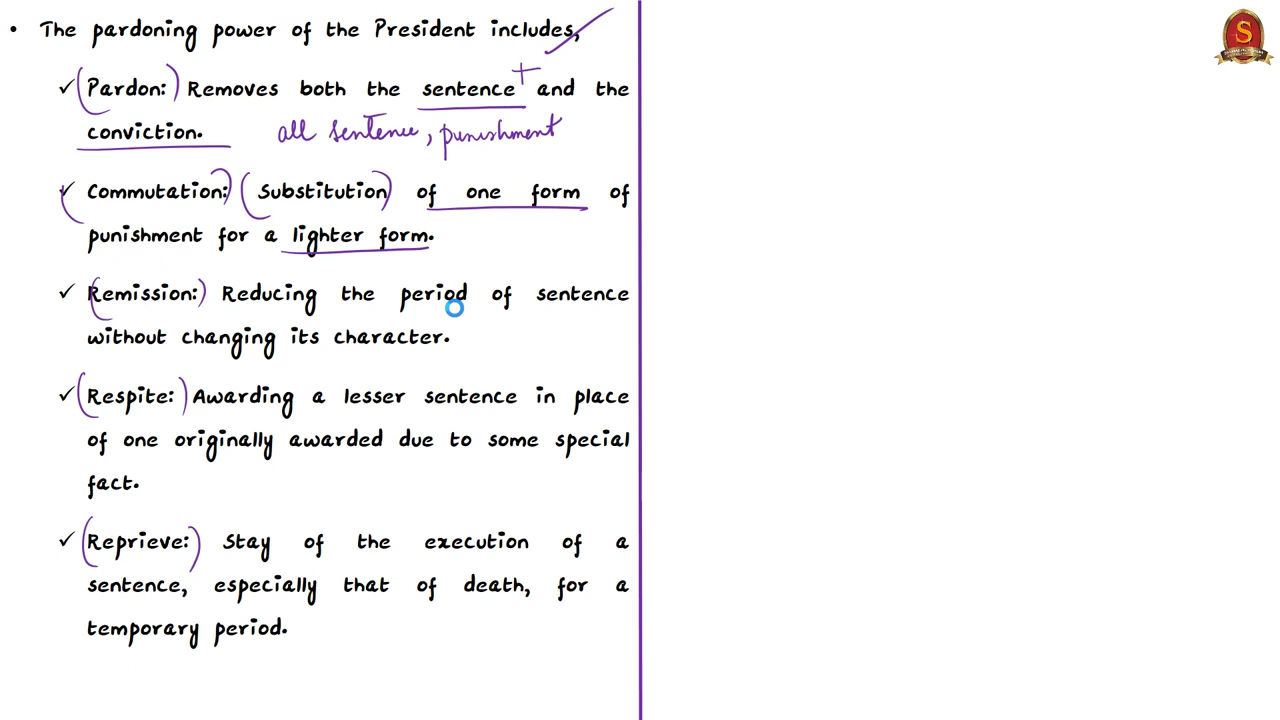 • The pardoning power of the President includes,
✓ Pardon: Removes both the sentence + and the
conviction. all sentence, punishment
✓ Commutation: Substitution of one form of
punishment for a lighter form.
✓ Remission: Reducing the period of sentence
without changing its character.
✓ Respite: Awarding a lesser sentence in place
of one originally awarded due to some special
fact.
✓ Reprieve: Stay of the execution of a
sentence, especially that of death, for a
temporary period.
S